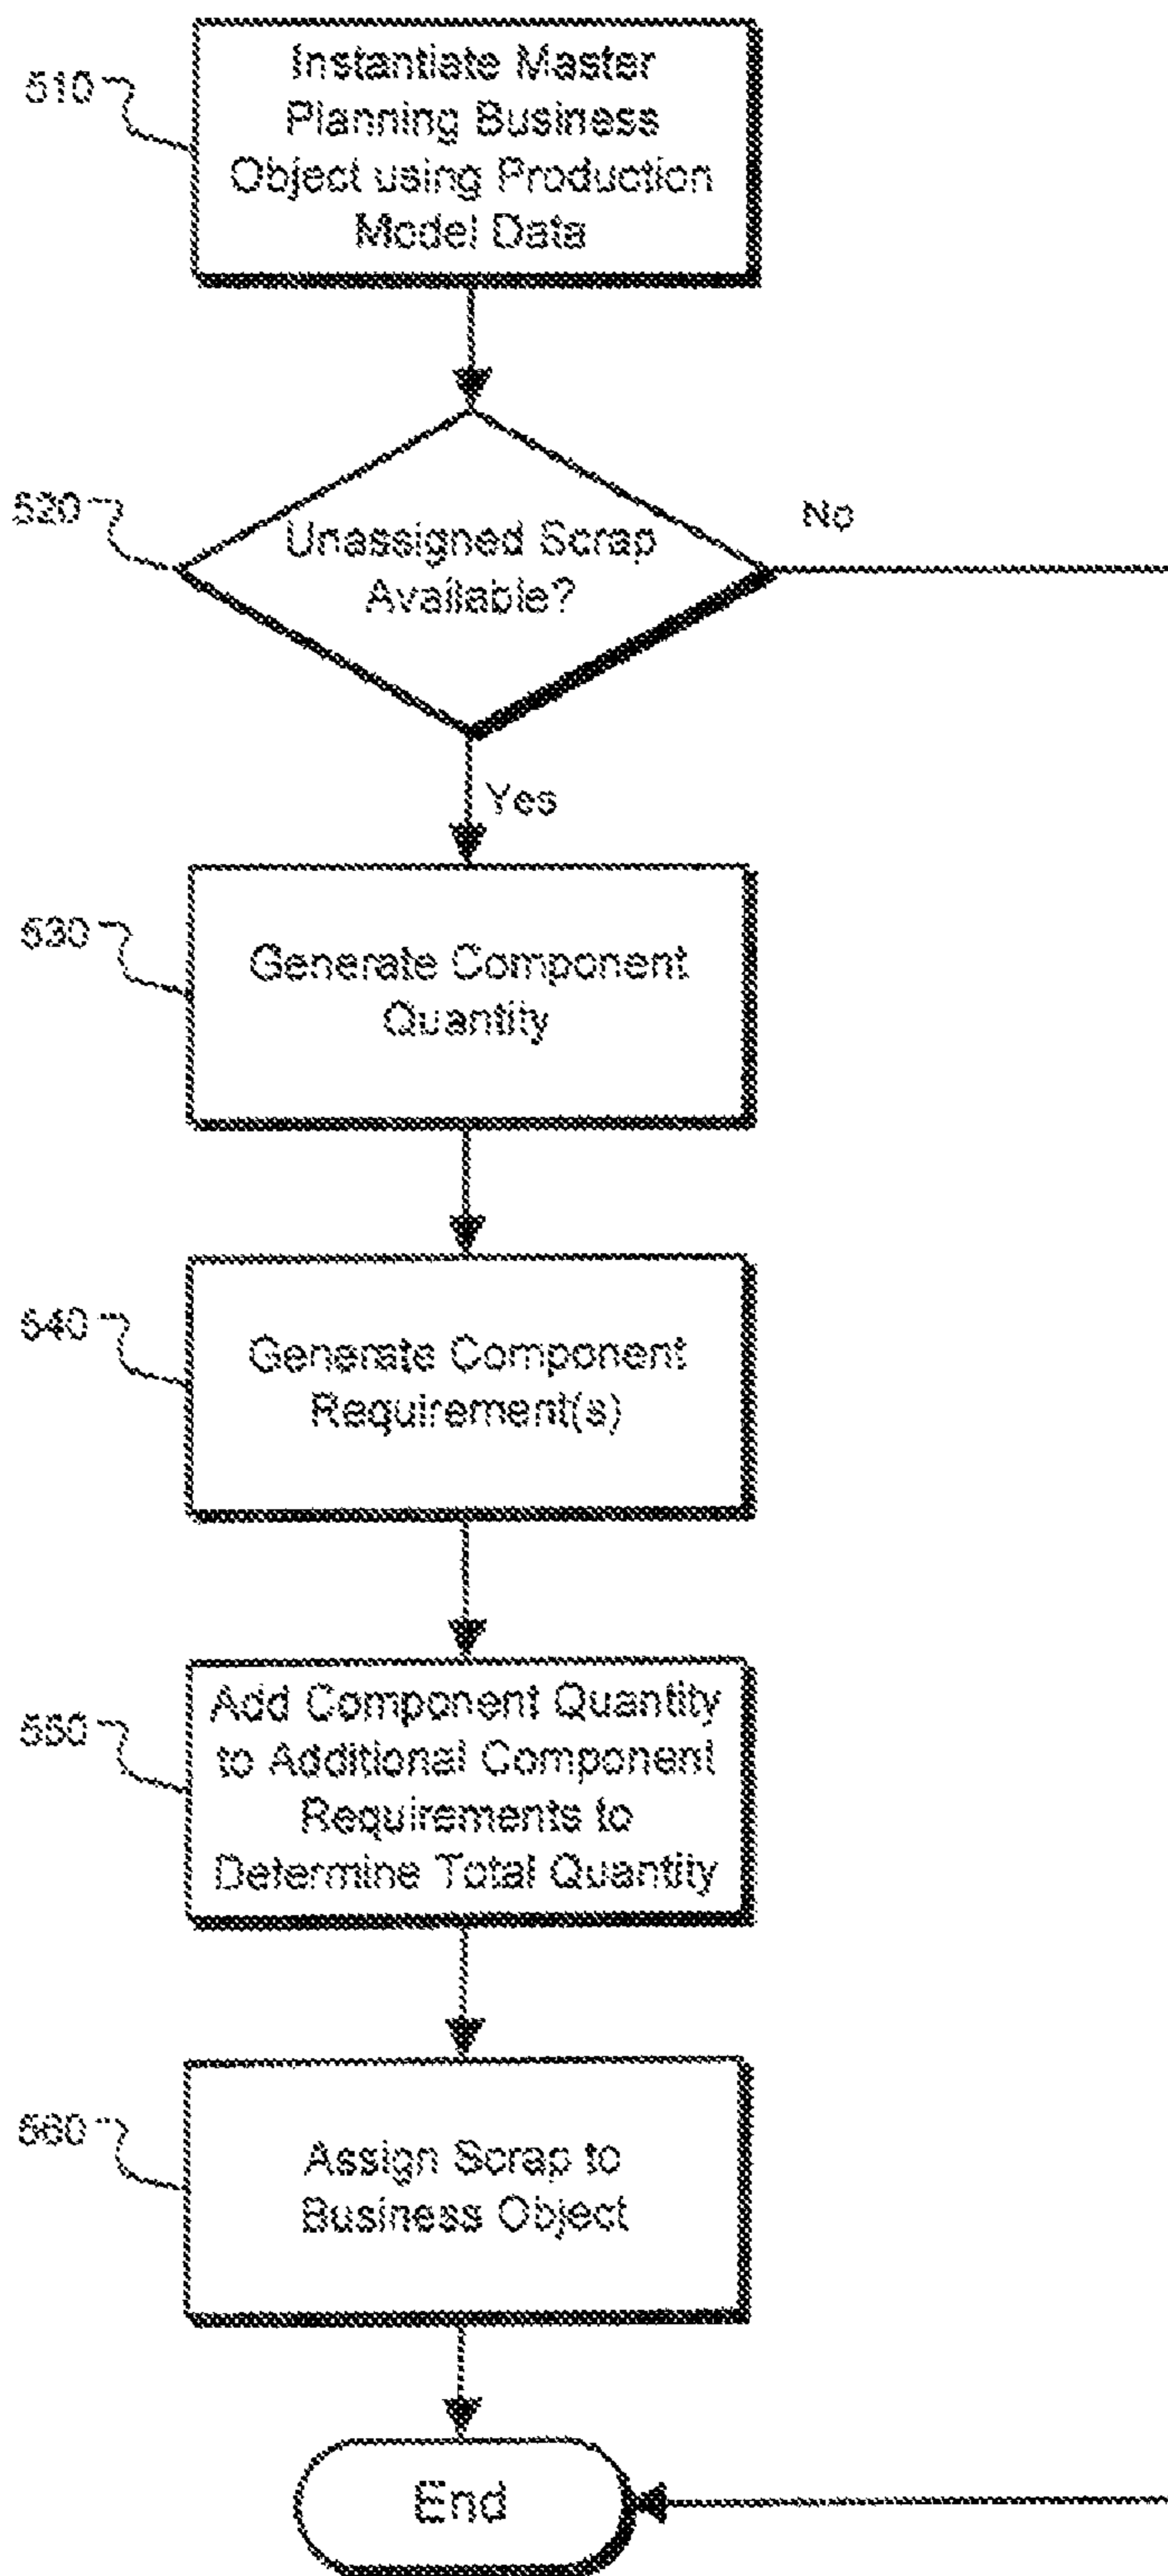 510
Instantiate Master
Planning Business
Object using Production
Model Data
520
Unassigned Scrap
Available?
No
Yes
530
Generate Component
Quantity
540
Generate Component
Requirement(s)
550
Add Component Quantity
to Additional Component
Requirements to
Determine Total Quantity
560
Assign Scrap to
Business Object
End